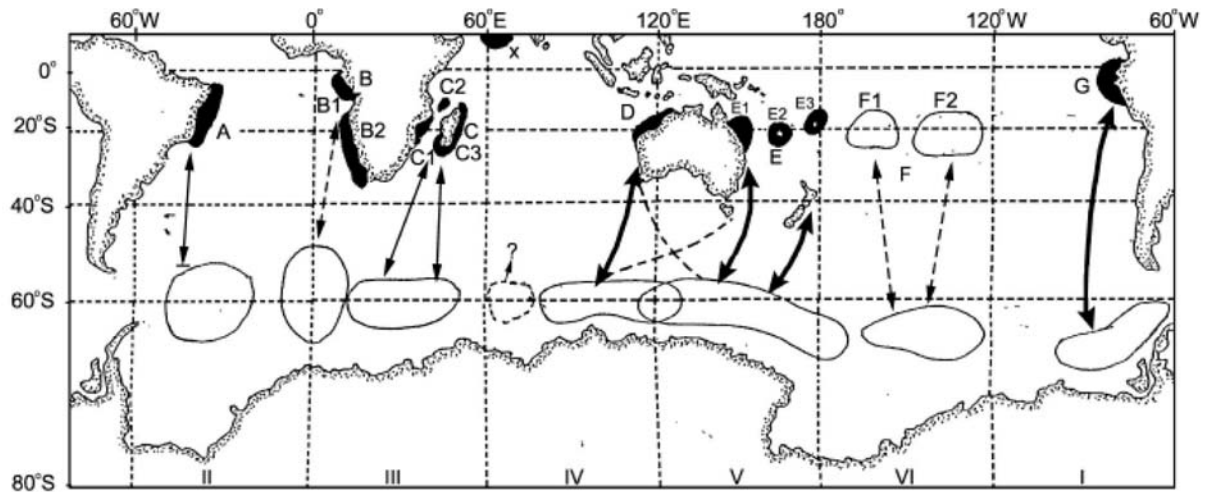 60°W 0° 60°E 120°E 180° 120°W 60°W
0° X
B C2 G
B1 D E1 E2 E3 F1 F2
20°S A B2 C
C1 C3 E
F
40°S
?
60°S
80°S II III IV V VI I